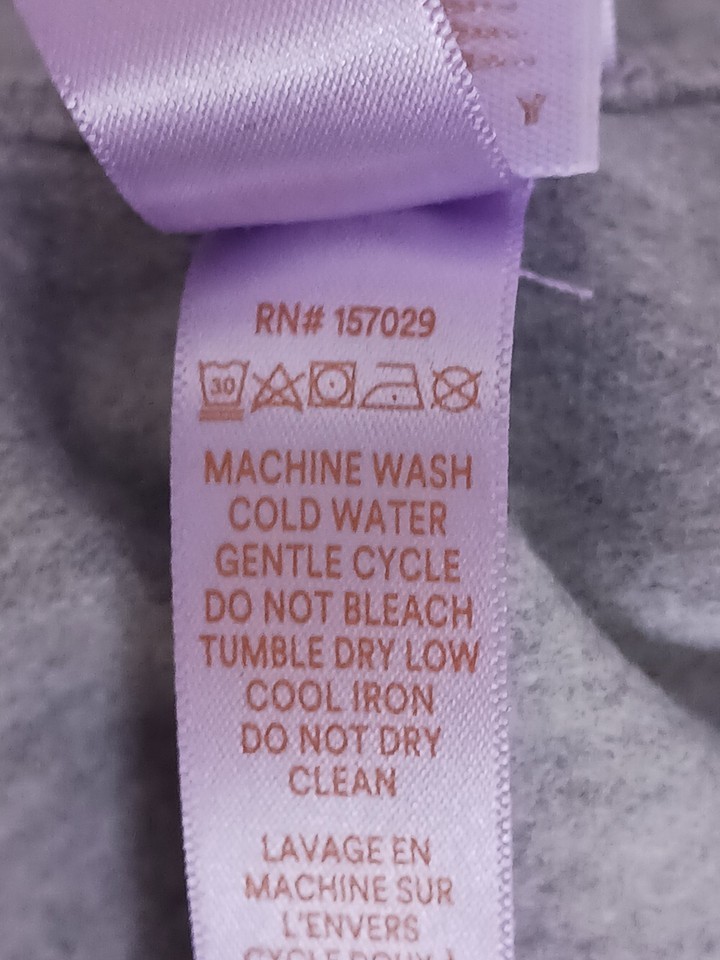 RN# 157029
30
MACHINE WASH
COLD WATER
GENTLE CYCLE
DO NOT BLEACH
TUMBLE DRY LOW
COOL IRON
DO NOT DRY
CLEAN
LAVAGE EN
MACHINE SUR
L'ENVERS